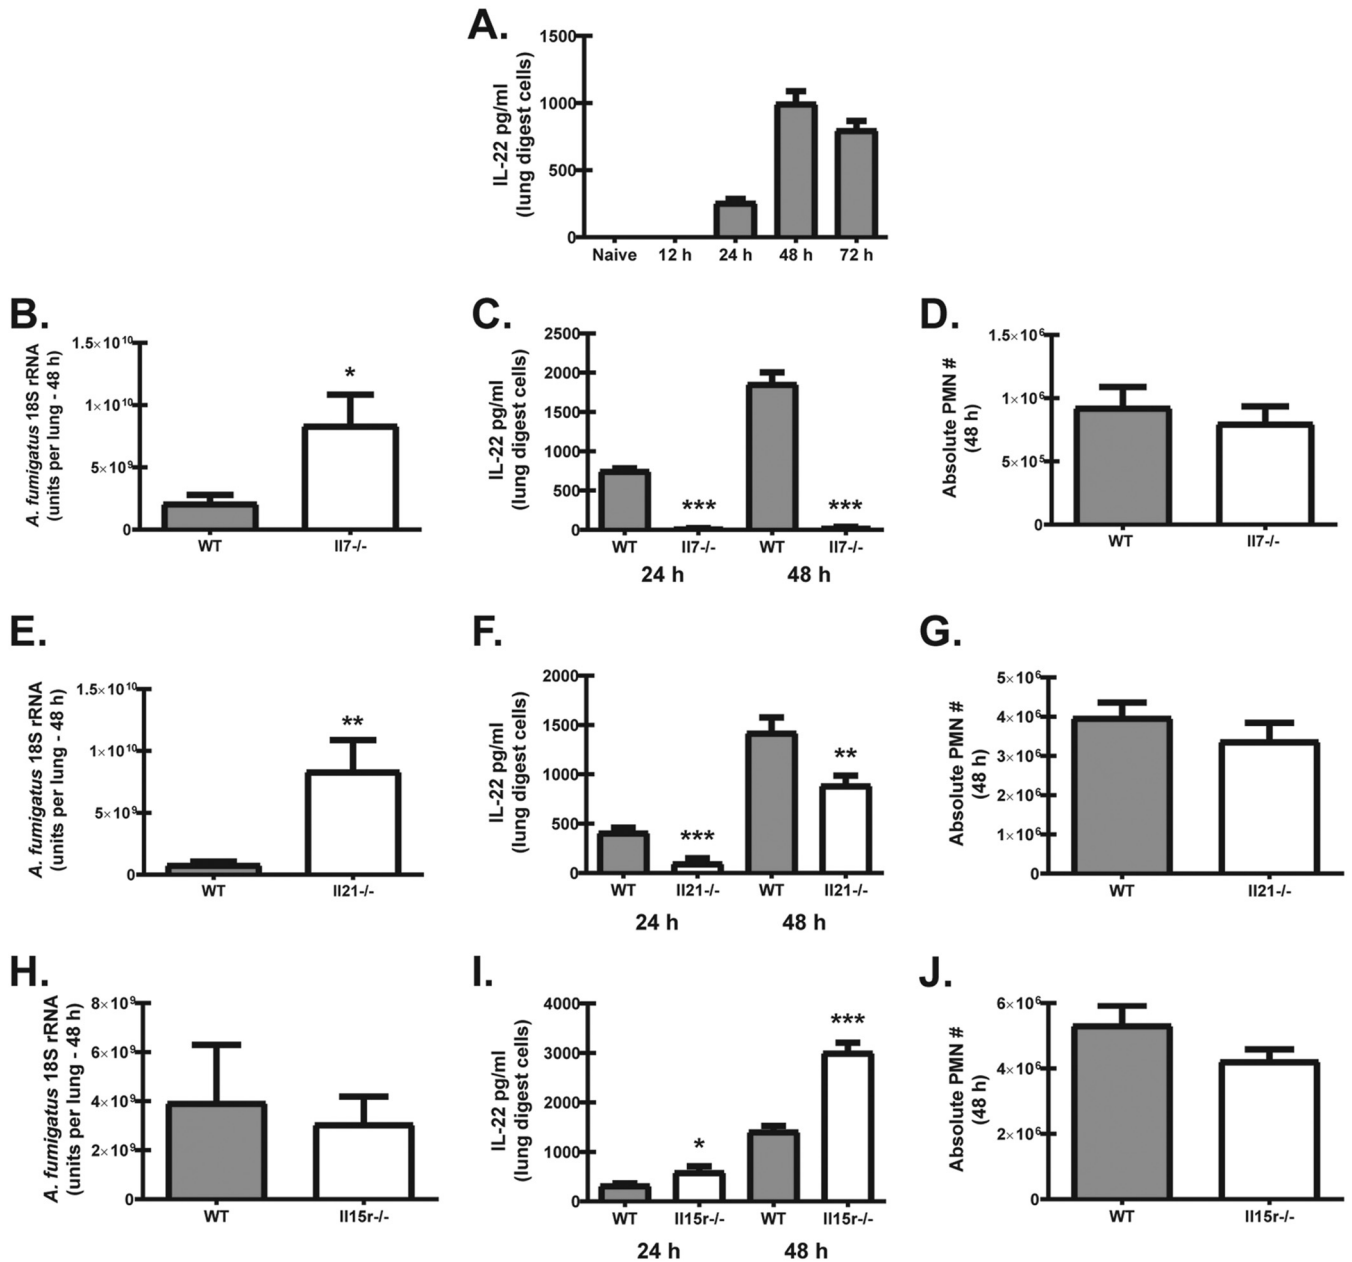 A.
IL-22 pg/ml
(lung digest cells)
1500
1000
500
0
Naive 12 h 24 h 48 h 72 h
B.
A. fumigatus 18S rRNA
(units per lung - 48 h)
1.5×10¹⁰
1×10¹⁰
5×10⁹
0
*
WT Il7-/-
C.
IL-22 pg/ml
(lung digest cells)
2500
2000
1500
1000
500
0
*** ***
WT Il7-/- WT Il7-/-
24 h 48 h
D.
Absolute PMN #
(48 h)
1.5×10⁶
1×10⁶
5×10⁵
0
WT Il7-/-
E.
A. fumigatus 18S rRNA
(units per lung - 48 h)
1.5×10¹⁰
1×10¹⁰
5×10⁹
0
**
WT Il21-/-
F.
IL-22 pg/ml
(lung digest cells)
2000
1500
1000
500
0
*** **
WT Il21-/- WT Il21-/-
24 h 48 h
G.
Absolute PMN #
(48 h)
5×10⁶
4×10⁶
3×10⁶
2×10⁶
1×10⁶
0
WT Il21-/-
H.
A. fumigatus 18S rRNA
(units per lung - 48 h)
8×10⁹
6×10⁹
4×10⁹
2×10⁹
0
WT Il15r-/-
I.
IL-22 pg/ml
(lung digest cells)
4000
3000
2000
1000
0
* ***
WT Il15r-/- WT Il15r-/-
24 h 48 h
J.
Absolute PMN #
(48 h)
6×10⁶
4×10⁶
2×10⁶
0
WT Il15r-/-